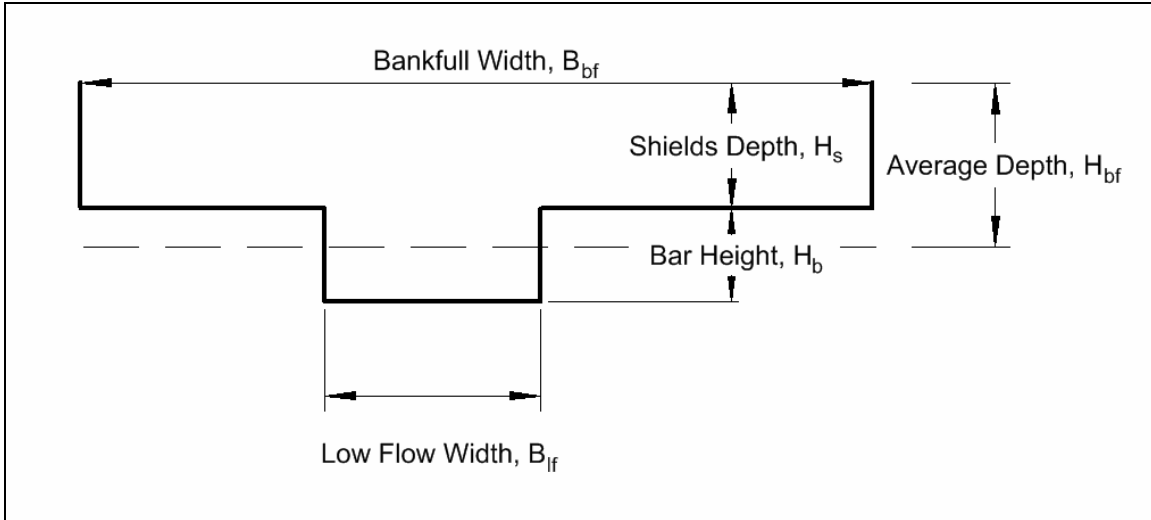 Bankfull Width, B_bf
Shields Depth, H_s
Average Depth, H_bf
Bar Height, H_b
Low Flow Width, B_lf